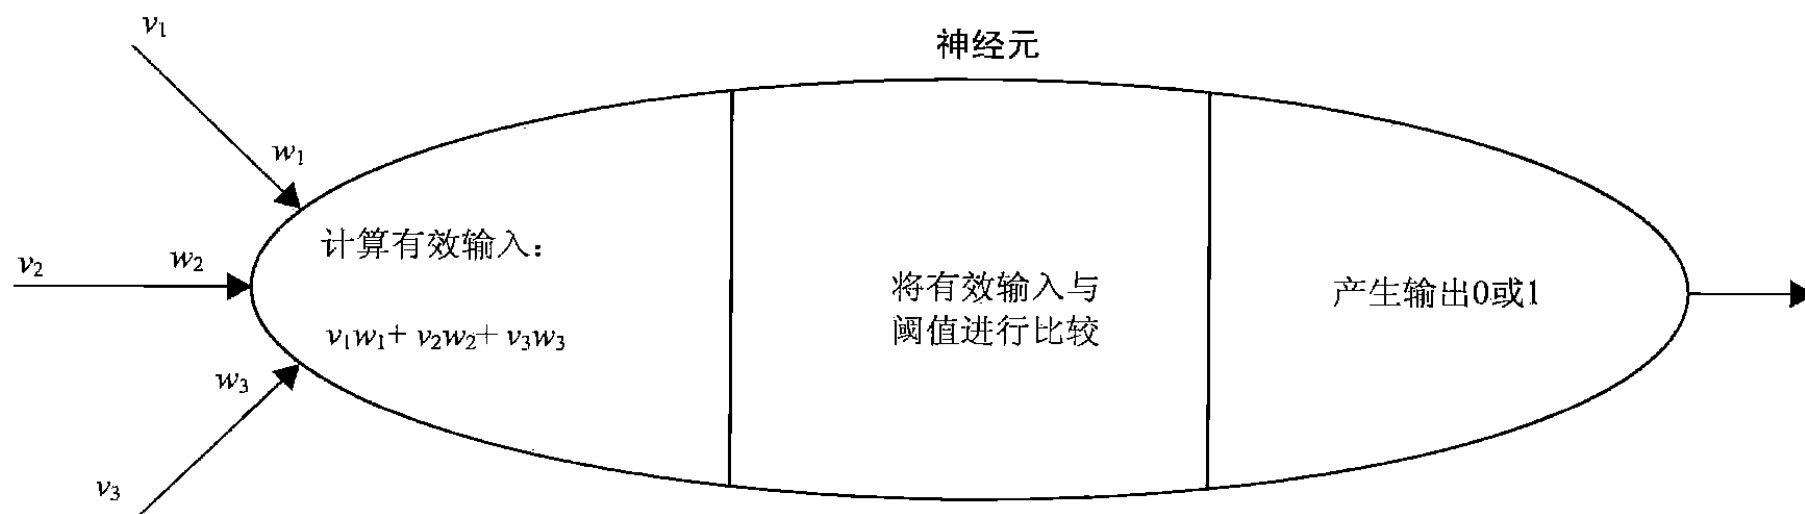 神经元
v₁
w₁
v₂
w₂
w₃
v₃
计算有效输入：
v₁w₁ + v₂w₂ + v₃w₃
将有效输入与
阈值进行比较
产生输出0或1